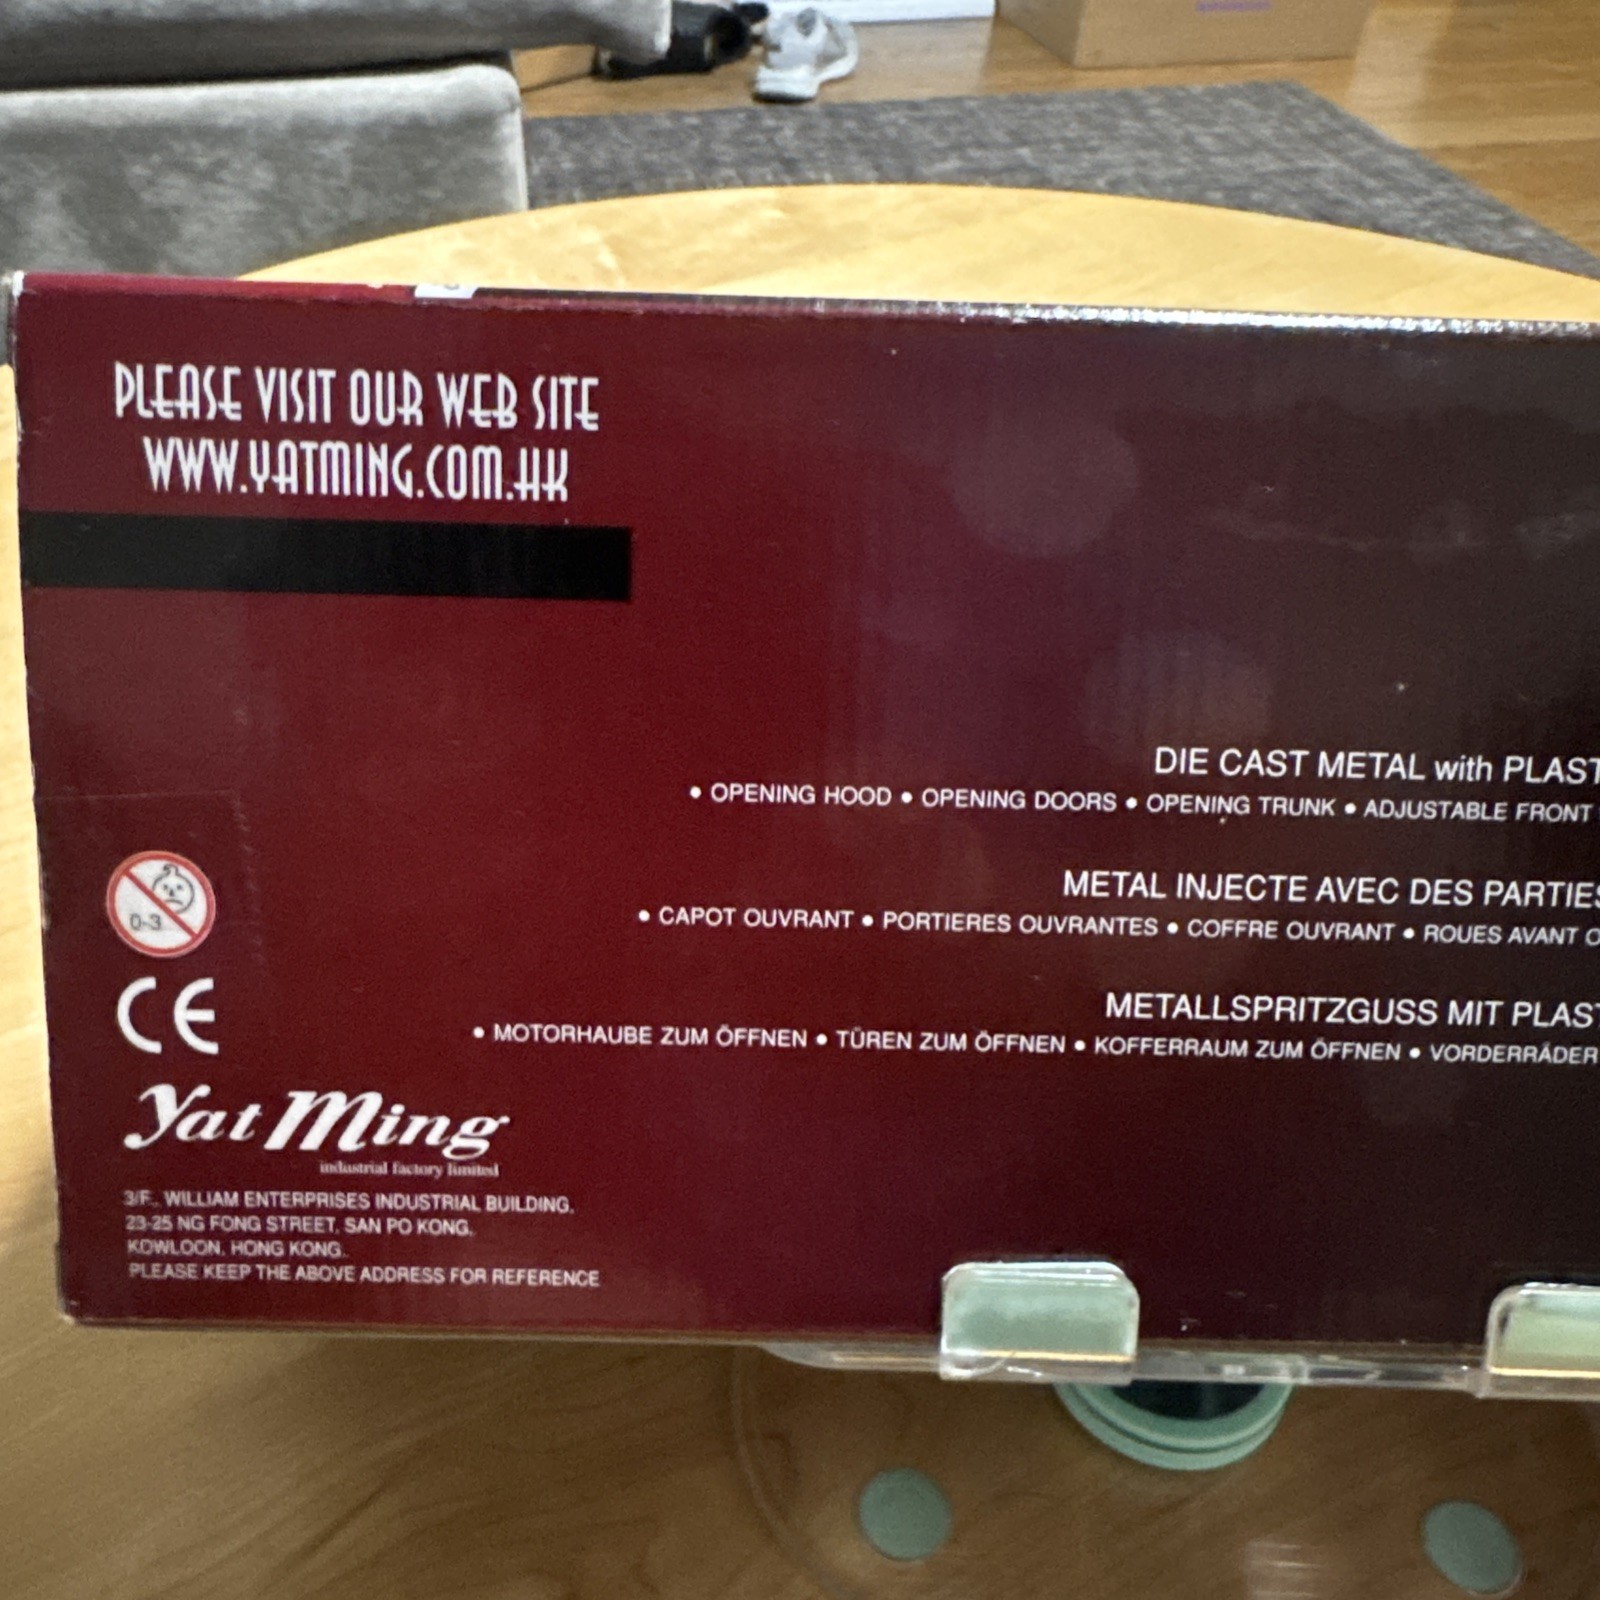 PLEASE VISIT OUR WEB SITE
WWW.YATMING.COM.HK
DIE CAST METAL with PLAST
• OPENING HOOD • OPENING DOORS • OPENING TRUNK • ADJUSTABLE FRONT
METAL INJECTE AVEC DES PARTIES
• CAPOT OUVRANT • PORTIERES OUVRANTES • COFFRE OUVRANT • ROUES AVANT O
METALLSPRITZGUSS MIT PLAST
• MOTORHAUBE ZUM ÖFFNEN • TÜREN ZUM ÖFFNEN • KOFFERRAUM ZUM ÖFFNEN • VORDERRÄDER
0-3
CE
Yat Ming
industrial factory limited
3/F., WILLIAM ENTERPRISES INDUSTRIAL BUILDING,
23-25 NG FONG STREET, SAN PO KONG,
KOWLOON, HONG KONG.
PLEASE KEEP THE ABOVE ADDRESS FOR REFERENCE